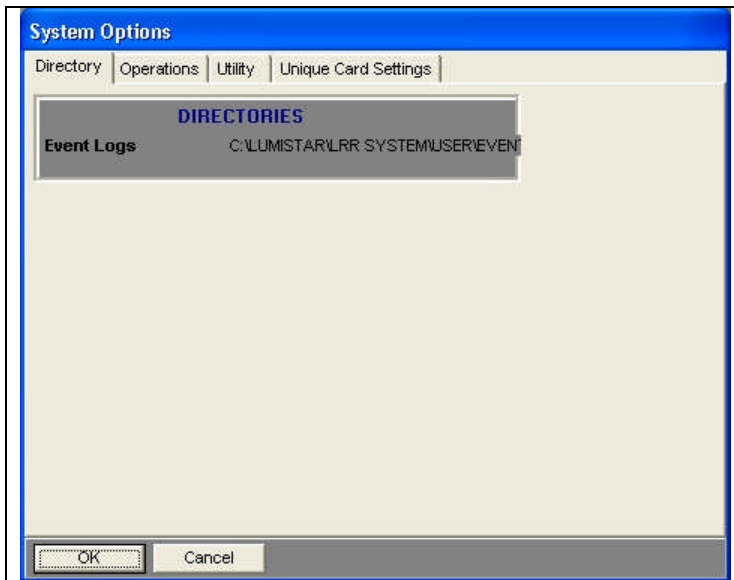 System Options
Directory Operations Utility Unique Card Settings
DIRECTORIES
Event Logs C:\LUMISTAR\LRR SYSTEM\USER\EVENT
OK Cancel